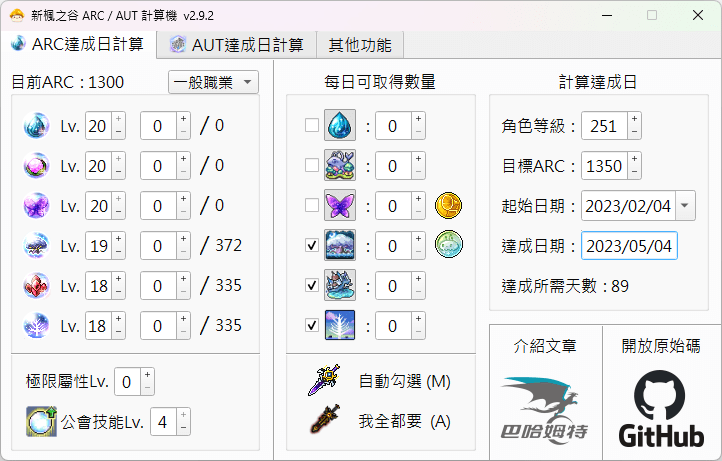 新楓之谷 ARC / AUT 計算機 v2.9.2
ARC達成日計算 AUT達成日計算 其他功能
目前ARC : 1300 一般職業
Lv. 20 0 / 0
Lv. 20 0 / 0
Lv. 20 0 / 0
Lv. 19 0 / 372
Lv. 18 0 / 335
Lv. 18 0 / 335
極限屬性Lv. 0
公會技能Lv. 4
每日可取得數量
: 0
: 0
: 0
: 0
: 0
: 0
自動勾選 (M)
我全都要 (A)
計算達成日
角色等級 : 251
目標ARC : 1350
起始日期 : 2023/02/04
達成日期 : 2023/05/04
達成所需天數 : 89
介紹文章
巴哈姆特
開放原始碼
GitHub